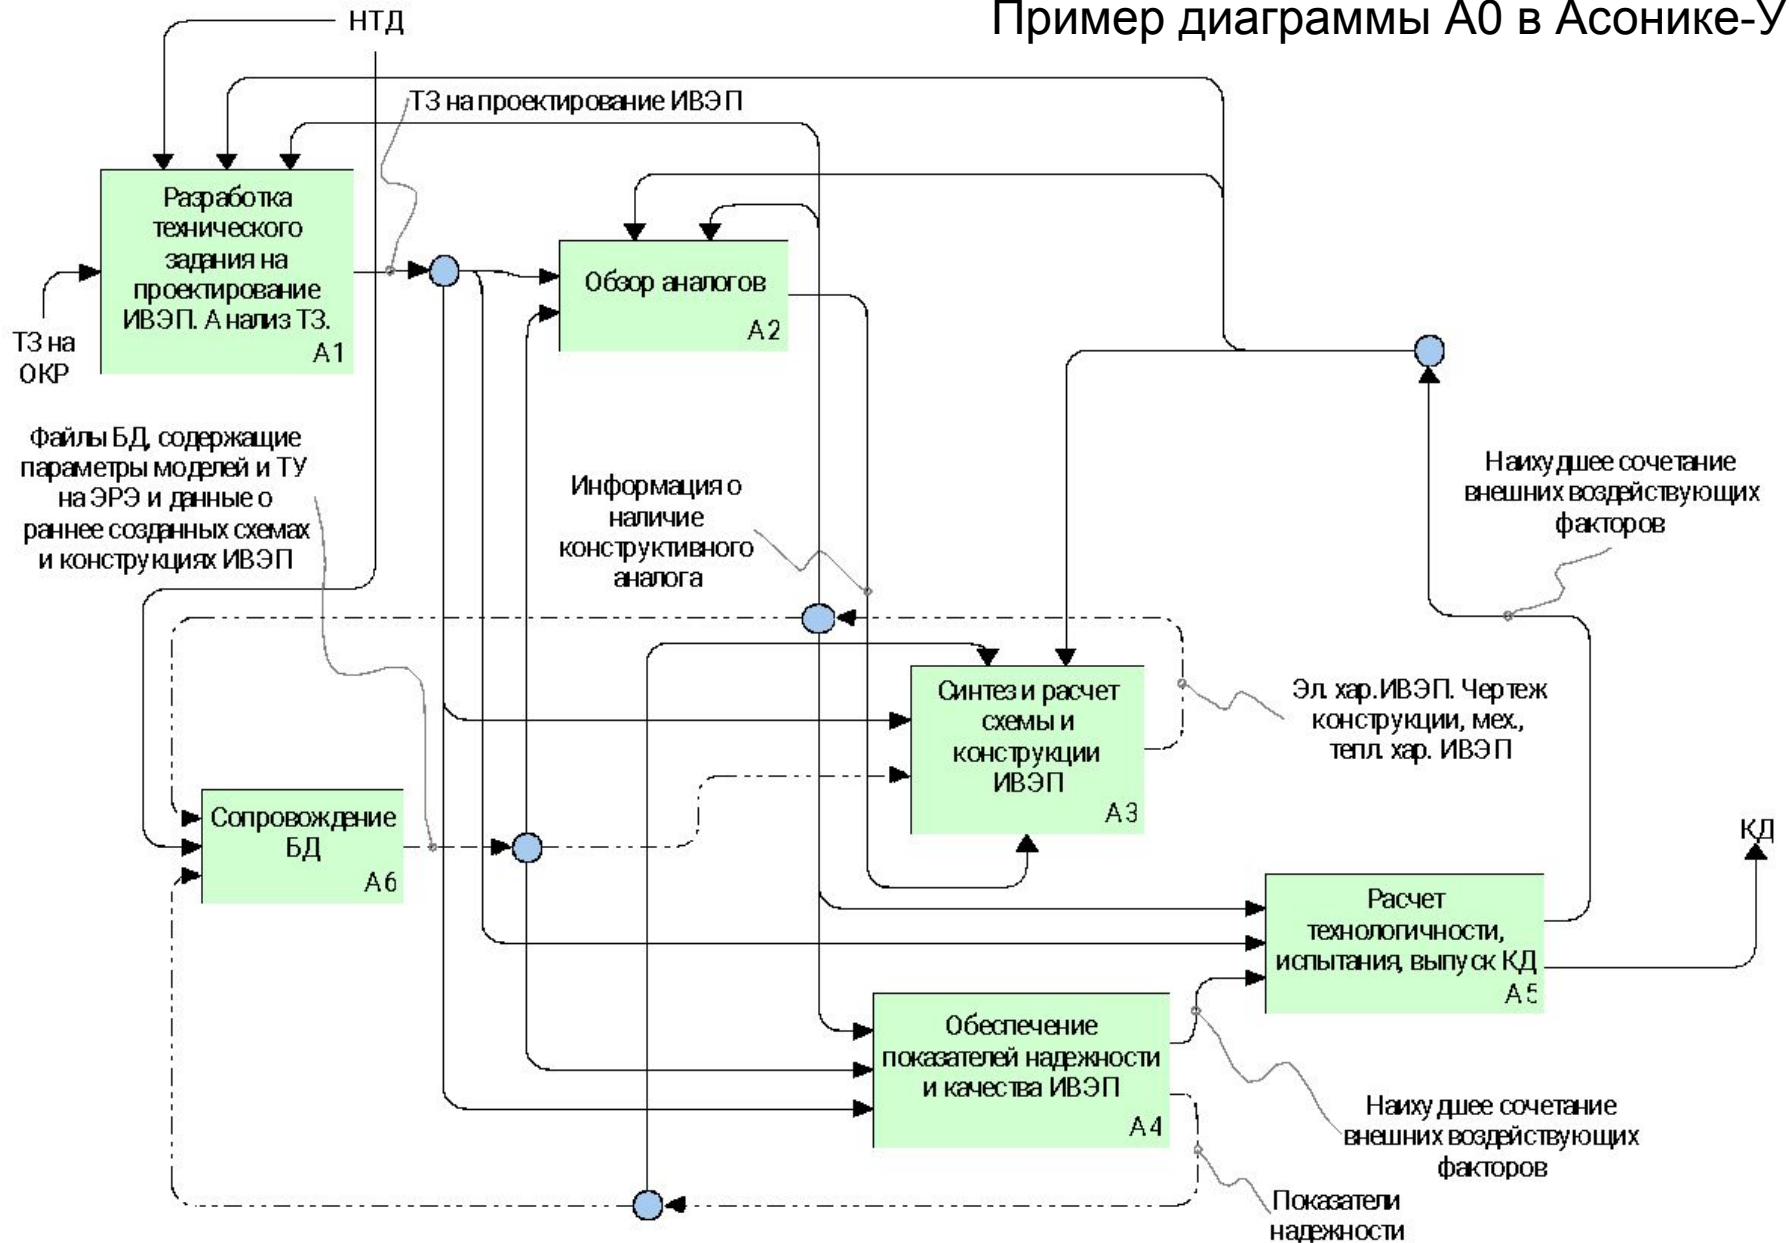 Пример диаграммы А0 в Асонике-У
НТД
ТЗ на проектирование ИВЭП
Разработка
технического
задания на
проектирование
ИВЭП. Анализ ТЗ.
А1
ТЗ на
ОКР
Обзор аналогов
А2
Файлы БД, содержащие
параметры моделей и ТУ
на ЭРЭ и данные о
раннее созданных схемах
и конструкциях ИВЭП
Информация о
наличие
конструктивного
аналога
Наихудшее сочетание
внешних воздействующих
факторов
Синтез и расчет
схемы и
конструкции
ИВЭП
А3
Эл. хар. ИВЭП. Чертеж
конструкции, мех.,
тепл. хар. ИВЭП
Сопровождение
БД
А6
КД
Расчет
технологичности,
испытания, выпуск КД
А5
Обеспечение
показателей надежности
и качества ИВЭП
А4
Наихудшее сочетание
внешних воздействующих
факторов
Показатели
надежности